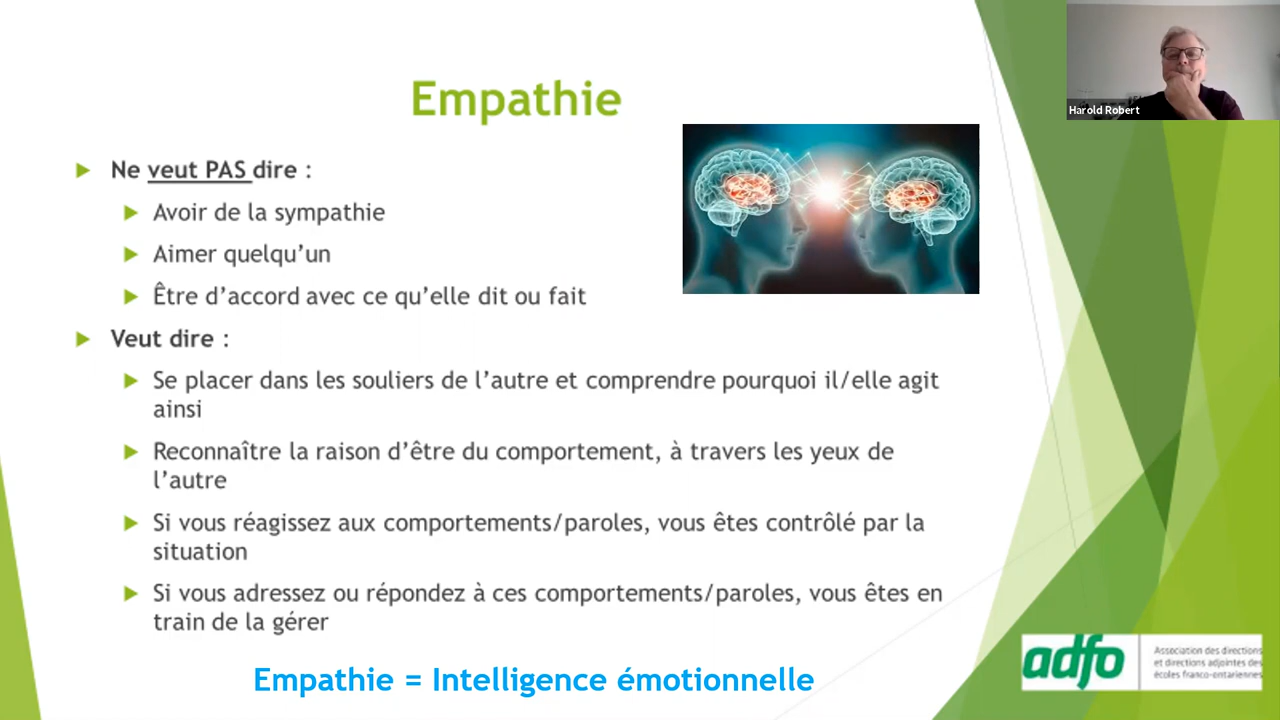 Harold Robert
Empathie
Ne veut PAS dire :
Avoir de la sympathie
Aimer quelqu’un
Être d’accord avec ce qu’elle dit ou fait
Veut dire :
Se placer dans les souliers de l’autre et comprendre pourquoi il/elle agit
ainsi
Reconnaître la raison d’être du comportement, à travers les yeux de
l’autre
Si vous réagissez aux comportements/paroles, vous êtes contrôlé par la
situation
Si vous adressez ou répondez à ces comportements/paroles, vous êtes en
train de la gérer
Empathie = Intelligence émotionnelle
adfo
Association des directions
et directions adjointes des
écoles franco-ontariennes